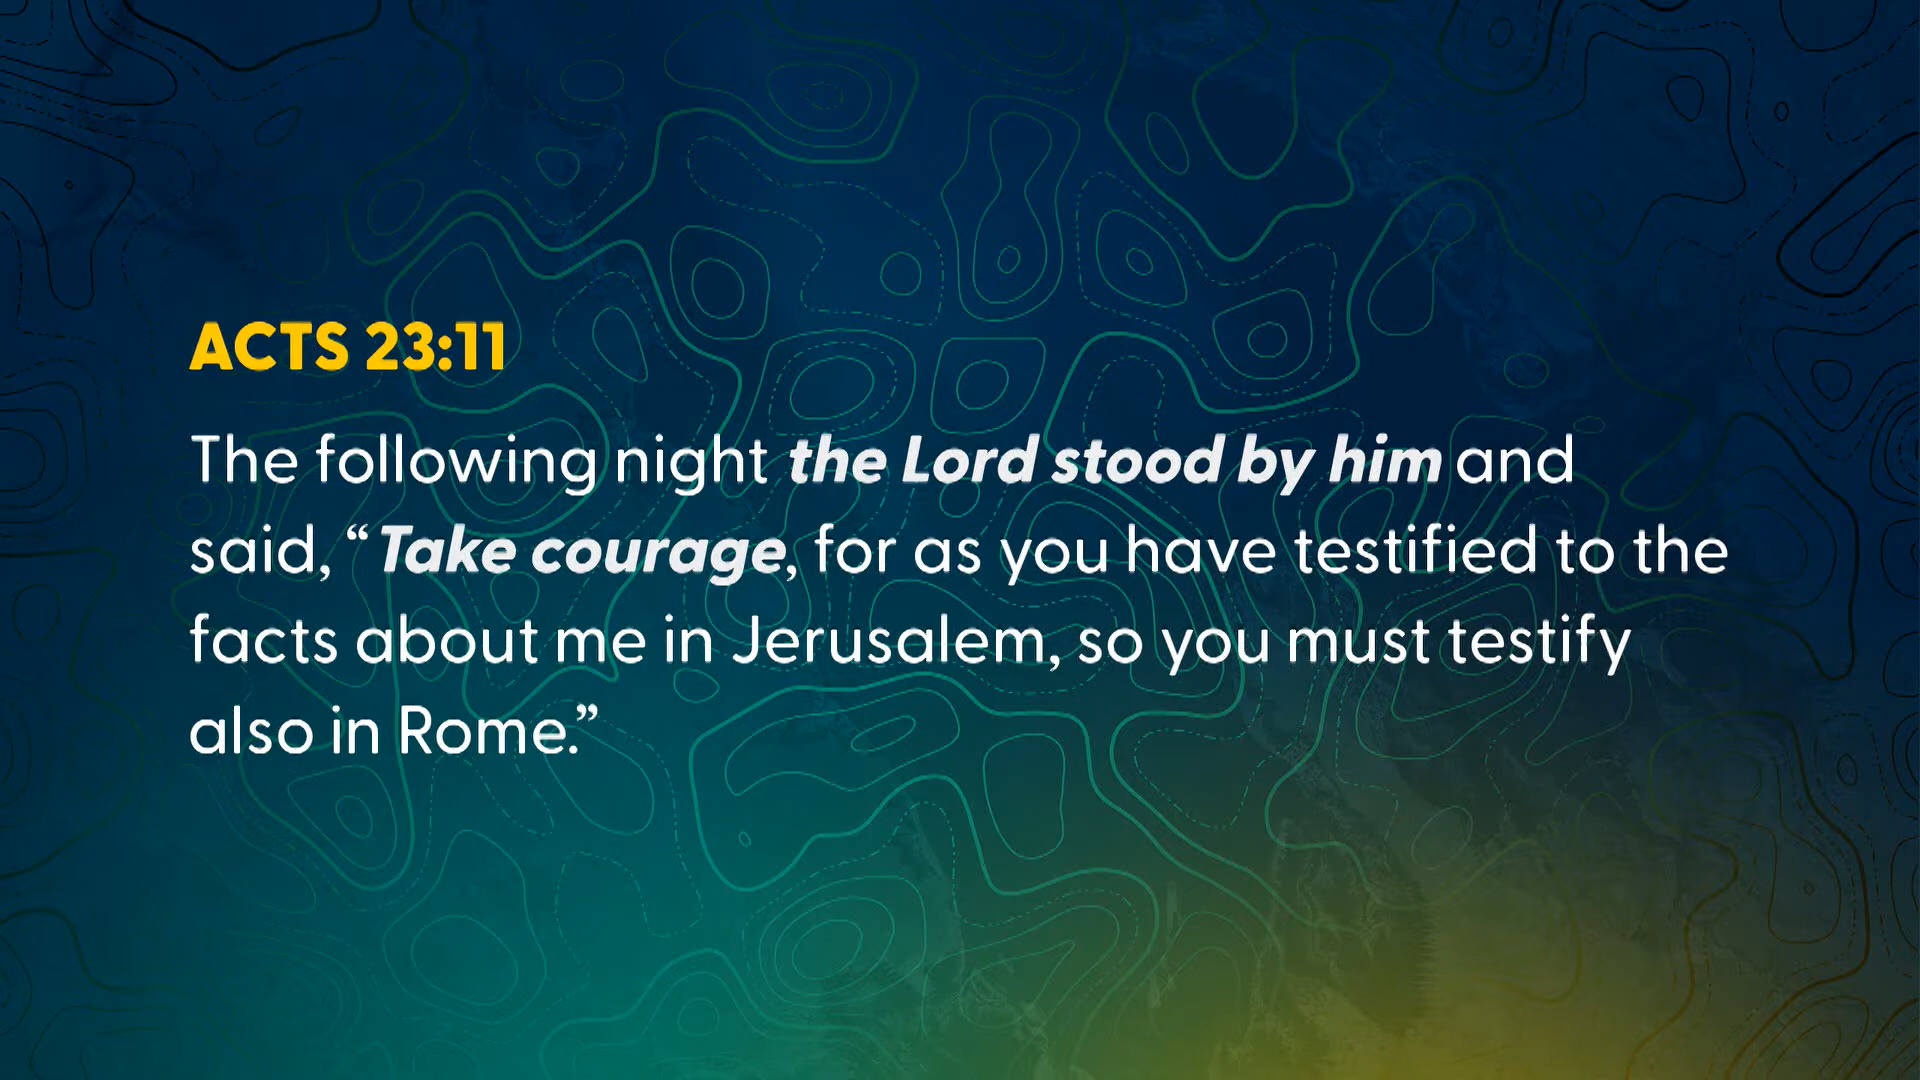 ACTS 23:11
The following night the Lord stood by him and
said, “Take courage, for as you have testified to the
facts about me in Jerusalem, so you must testify
also in Rome.”